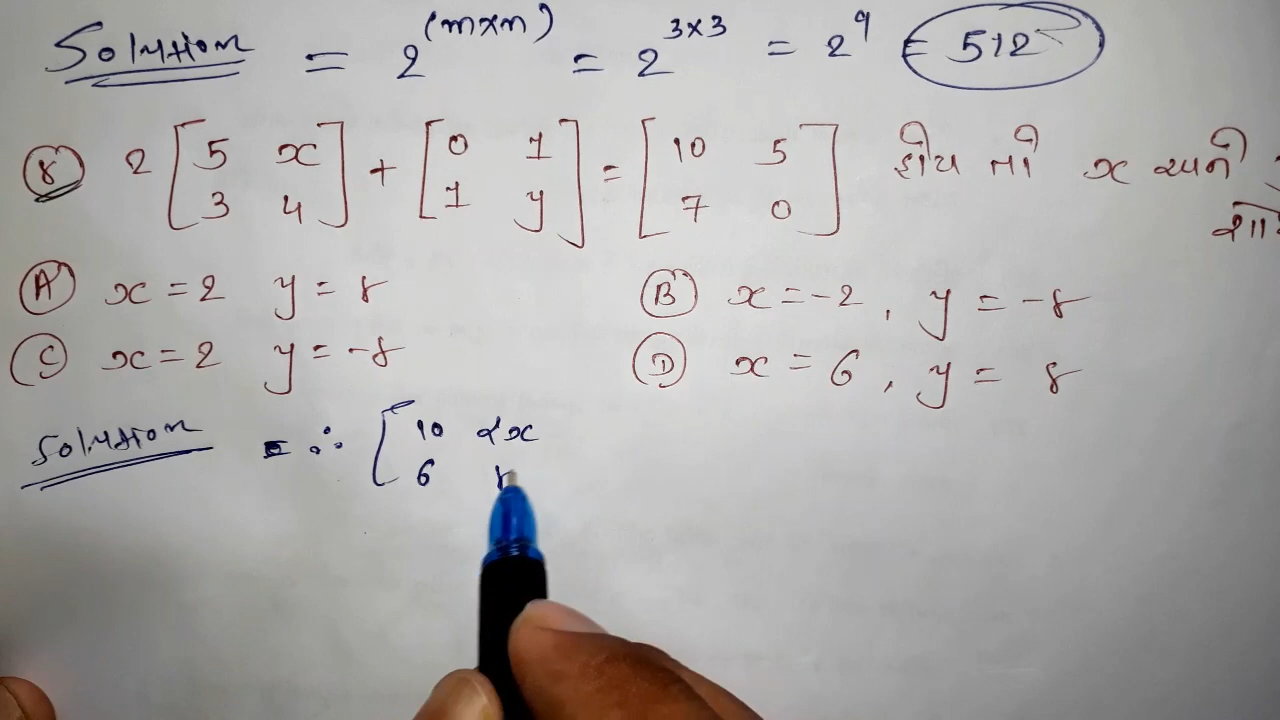 Solution = 2^(m×n) = 2^3×3 = 2^9 = 512
(8) 2 [5 x; 3 4] + [0 1; 1 y] = [10 5; 7 0] હોય તો x અને
(A) x = 2 y = 8
(B) x = -2, y = -8
(C) x = 2 y = -8
(D) x = 6, y = 8
Solution ∴ [10 2x
6 8